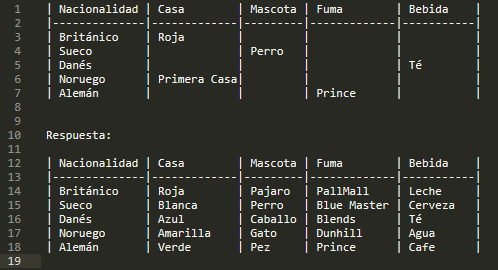 1 | Nacionalidad | Casa | Mascota | Fuma | Bebida |
2 |-------------|-------------|---------|-------------|-----------|
3 | Británico | Roja | | | |
4 | Sueco | | Perro | | |
5 | Danés | | | | Té |
6 | Noruego | Primera Casa| | | |
7 | Alemán | | | Prince | |
8
9
10 Respuesta:
11
12 | Nacionalidad | Casa | Mascota | Fuma | Bebida |
13 |-------------|-------------|---------|-------------|-----------|
14 | Británico | Roja | Pajaro | PallMall | Leche |
15 | Sueco | Blanca | Perro | Blue Master | Cerveza |
16 | Danés | Azul | Caballo | Blends | Té |
17 | Noruego | Amarilla | Gato | Dunhill | Agua |
18 | Alemán | Verde | Pez | Prince | Cafe |
19